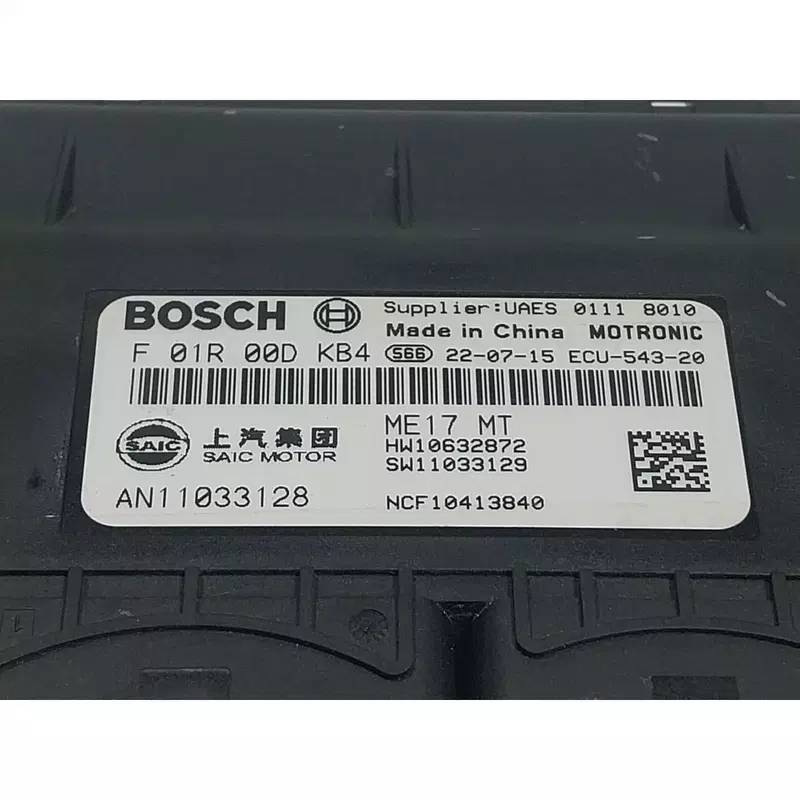 BOSCH Supplier:UAES 0111 8010
Made in China MOTRONIC
F 01R 00D KB4 S66 22-07-15 ECU-543-20
SAIC 上汽集团 ME17 MT
SAIC MOTOR HW10632872
SW11033129
AN11033128 NCF10413840